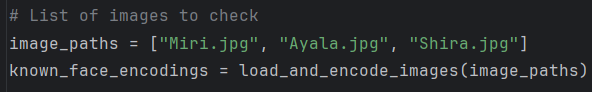 # List of images to check
image_paths = ["Miri.jpg", "Ayala.jpg", "Shira.jpg"]
known_face_encodings = load_and_encode_images(image_paths)